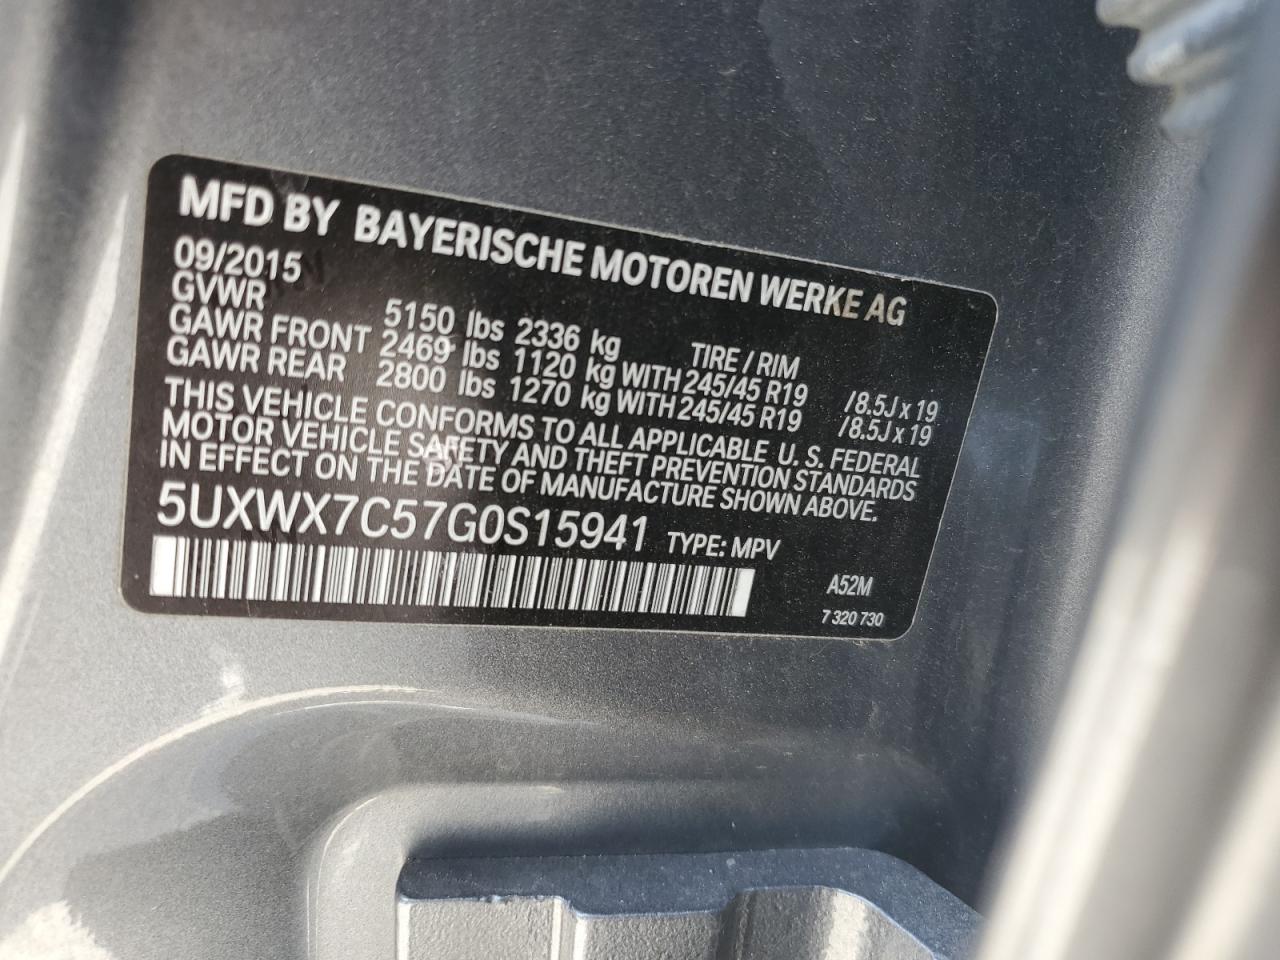 MFD BY BAYERISCHE MOTOREN WERKE AG
09/2015
GVWR 5150 lbs 2336 kg TIRE / RIM
GAWR FRONT 2469 lbs 1120 kg WITH 245/45 R19 /8.5J x 19
GAWR REAR 2800 lbs 1270 kg WITH 245/45 R19 /8.5J x 19
THIS VEHICLE CONFORMS TO ALL APPLICABLE U. S. FEDERAL
MOTOR VEHICLE SAFETY AND THEFT PREVENTION STANDARDS
IN EFFECT ON THE DATE OF MANUFACTURE SHOWN ABOVE.
5UXWX7C57G0S15941 TYPE: MPV
A52M
7 320 730